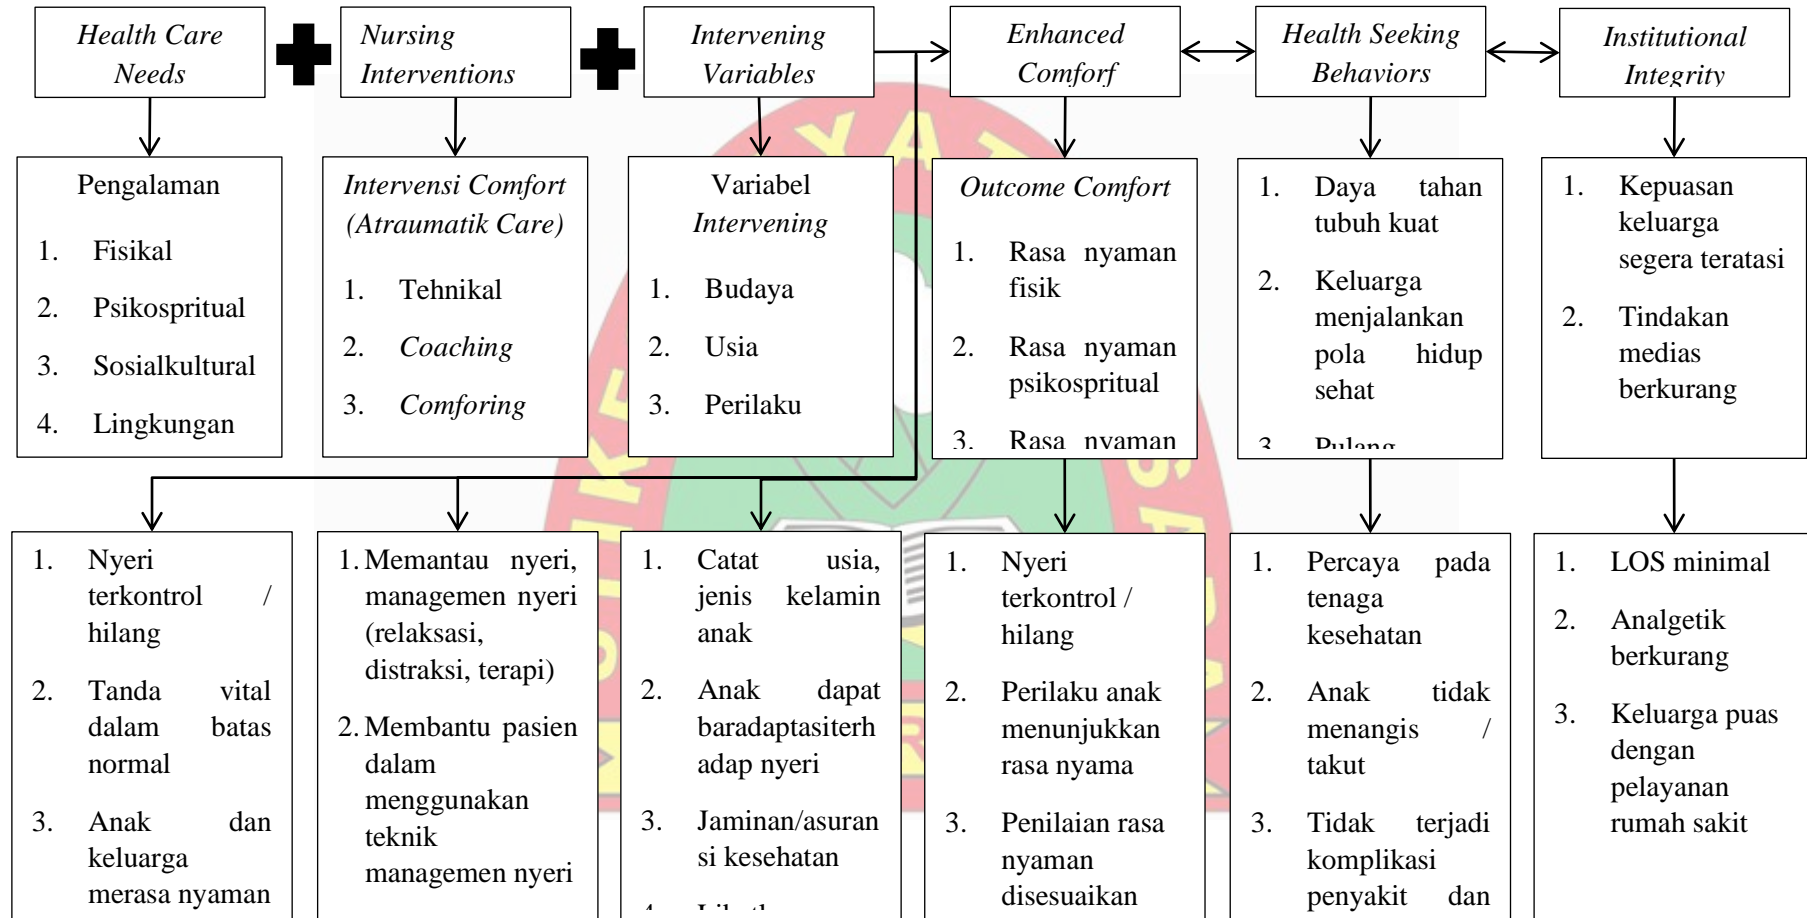 Health Care
Needs
Nursing
Interventions
Intervening
Variables
Enhanced
Comforf
Health Seeking
Behaviors
Institutional
Integrity
Pengalaman
1. Fisikal
2. Psikospritual
3. Sosialkultural
4. Lingkungan
Intervensi Comfort
(Atraumatik Care)
1. Tehnikal
2. Coaching
3. Comforing
Variabel
Intervening
1. Budaya
2. Usia
3. Perilaku
Outcome Comfort
1. Rasa nyaman
fisik
2. Rasa nyaman
psikospritual
3. Rasa nyaman
1. Daya tahan
tubuh kuat
2. Keluarga
menjalankan
pola hidup
sehat
3. Pulang
1. Kepuasan
keluarga
segera teratasi
2. Tindakan
medias
berkurang
1. Nyeri
terkontrol /
hilang
2. Tanda vital
dalam batas
normal
3. Anak dan
keluarga
merasa nyaman
1. Memantau nyeri,
managemen nyeri
(relaksasi,
distraksi, terapi)
2. Membantu pasien
dalam
menggunakan
teknik
managemen nyeri
1. Catat usia,
jenis kelamin
anak
2. Anak dapat
baradaptasiterh
adap nyeri
3. Jaminan/asuran
si kesehatan
4.
1. Nyeri
terkontrol /
hilang
2. Perilaku anak
menunjukkan
rasa nyama
3. Penilaian rasa
nyaman
disesuaikan
1. Percaya pada
tenaga
kesehatan
2. Anak tidak
menangis /
takut
3. Tidak terjadi
komplikasi
penyakit dan
1. LOS minimal
2. Analgetik
berkurang
3. Keluarga puas
dengan
pelayanan
rumah sakit